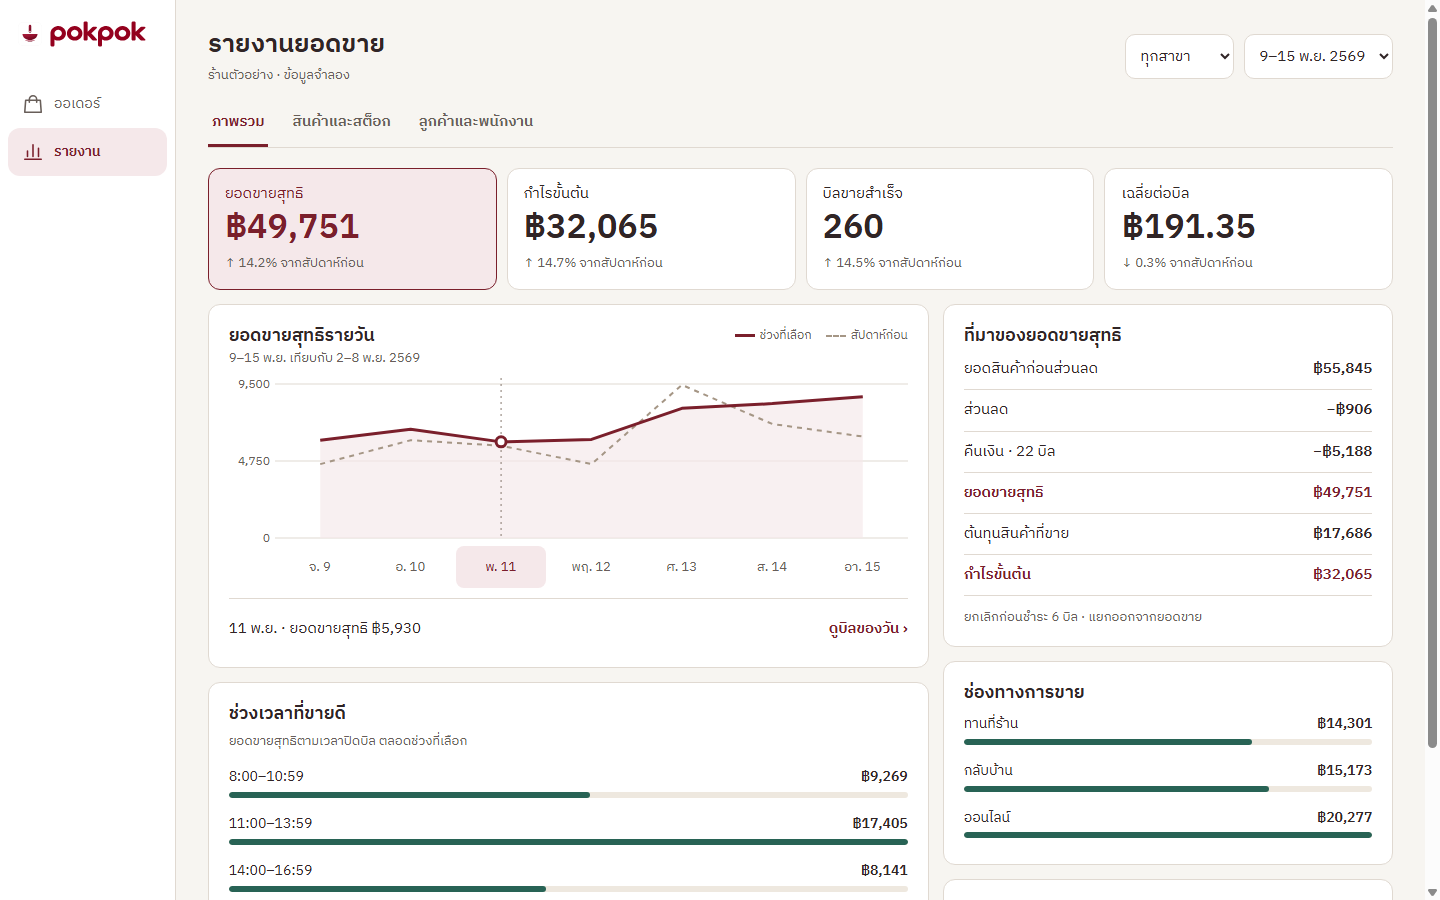 pokpok
ออเดอร์
รายงาน
รายงานยอดขาย
ร้านตัวอย่าง · ข้อมูลจำลอง
ทุกสาขา
9–15 พ.ย. 2569
ภาพรวม
สินค้าและสต็อก
ลูกค้าและพนักงาน
ยอดขายสุทธิ
฿49,751
↑ 14.2% จากสัปดาห์ก่อน
กำไรขั้นต้น
฿32,065
↑ 14.7% จากสัปดาห์ก่อน
บิลขายสำเร็จ
260
↑ 14.5% จากสัปดาห์ก่อน
เฉลี่ยต่อบิล
฿191.35
↓ 0.3% จากสัปดาห์ก่อน
ยอดขายสุทธิรายวัน
9–15 พ.ย. เทียบกับ 2–8 พ.ย. 2569
ช่วงที่เลือก
สัปดาห์ก่อน
9,500
4,750
0
จ. 9
อ. 10
พ. 11
พฤ. 12
ศ. 13
ส. 14
อา. 15
11 พ.ย. · ยอดขายสุทธิ ฿5,930
ดูบิลของวัน ›
ที่มาของยอดขายสุทธิ
ยอดสินค้าก่อนส่วนลด ฿55,845
ส่วนลด −฿906
คืนเงิน · 22 บิล −฿5,188
ยอดขายสุทธิ ฿49,751
ต้นทุนสินค้าที่ขาย ฿17,686
กำไรขั้นต้น ฿32,065
ยกเลิกก่อนชำระ 6 บิล · แยกออกจากยอดขาย
ช่วงเวลาที่ขายดี
ยอดขายสุทธิตามเวลาปิดบิล ตลอดช่วงที่เลือก
8:00–10:59 ฿9,269
11:00–13:59 ฿17,405
14:00–16:59 ฿8,141
ช่องทางการขาย
ทานที่ร้าน ฿14,301
กลับบ้าน ฿15,173
ออนไลน์ ฿20,277